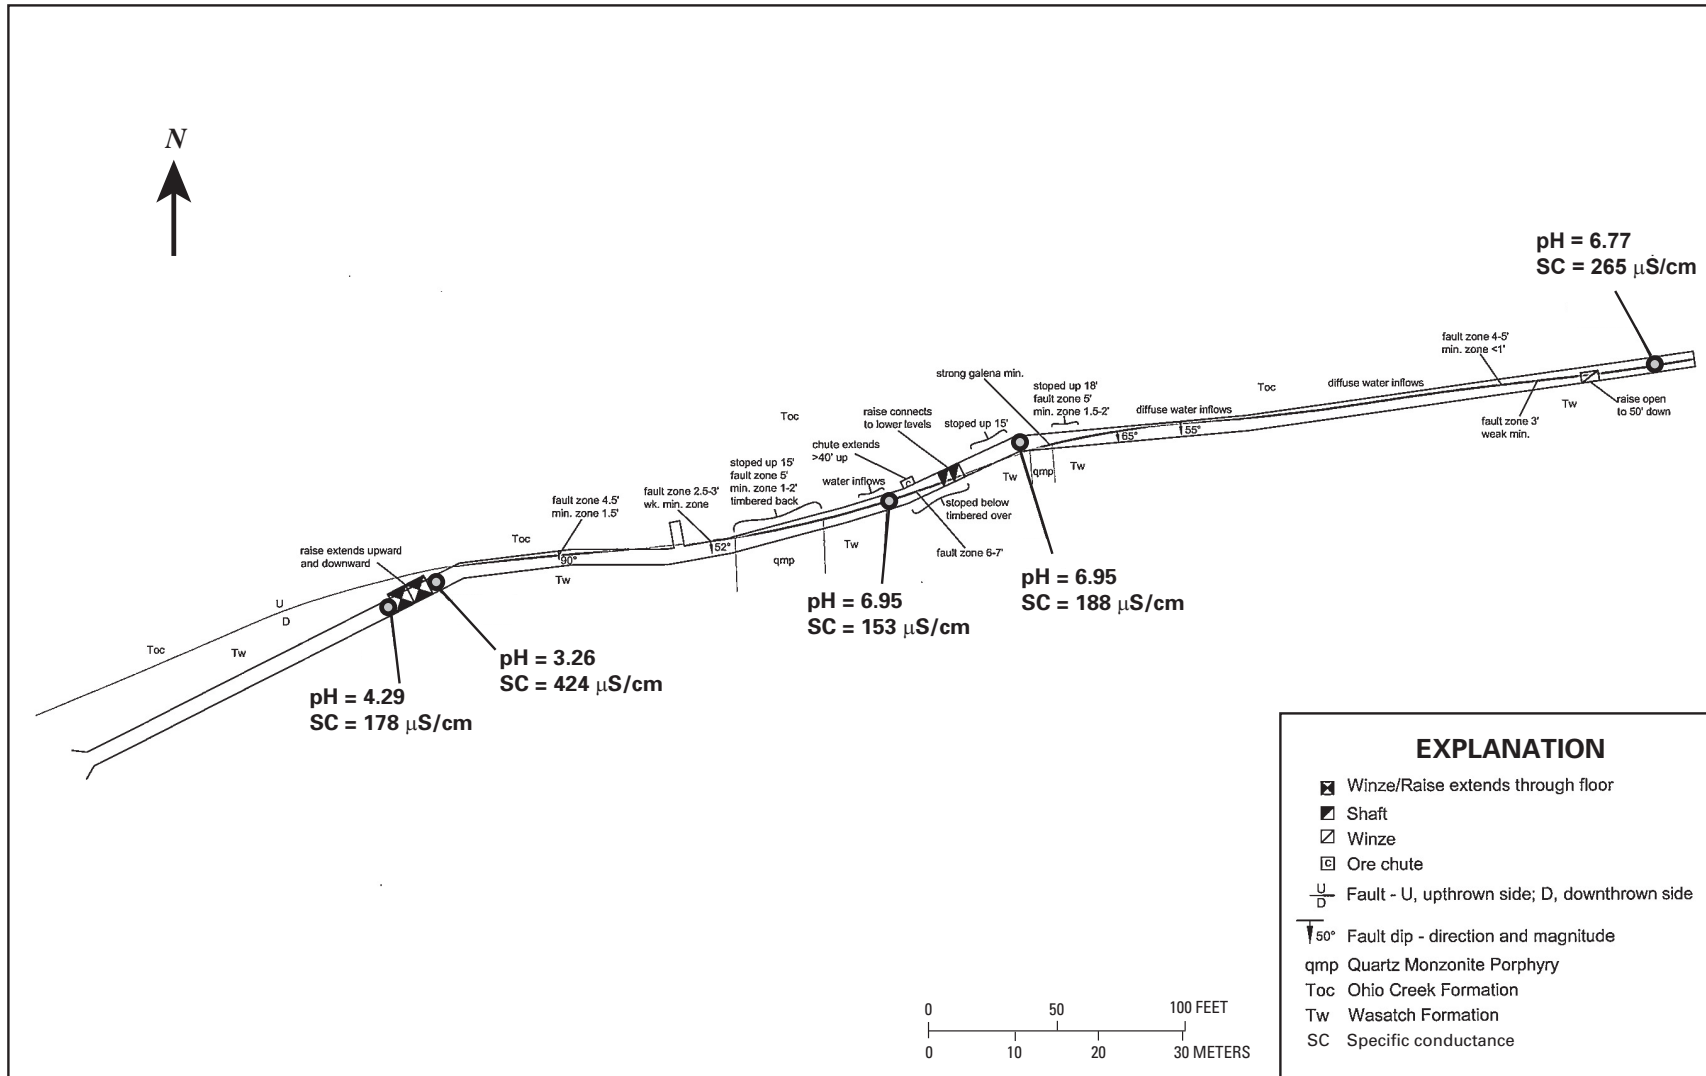 N
pH = 6.77
SC = 265 μS/cm
fault zone 4-5'
min. zone <1'
diffuse water inflows
Toc
strong galena min.
stoped up 18'
fault zone 5'
min. zone 1.5-2'
diffuse water inflows
raise open
to 50' down
Tw
fault zone 3'
weak min.
65°
55°
raise connects
to lower levels
stoped up 15'
Toc
chute extends
>40' up
C
water inflows
Tw
qmp
Tw
stoped up 15'
fault zone 5'
min. zone 1-2'
timbered back
stoped below
timbered over
fault zone 6-7'
fault zone 2.5-3'
wk. min. zone
fault zone 4.5'
min. zone 1.5'
52°
Tw
qmp
Toc
90°
Tw
raise extends upward
and downward
U
D
Toc
Tw
pH = 6.95
SC = 188 μS/cm
pH = 6.95
SC = 153 μS/cm
pH = 3.26
SC = 424 μS/cm
pH = 4.29
SC = 178 μS/cm
EXPLANATION
Winze/Raise extends through floor
Shaft
Winze
C Ore chute
U
D Fault - U, upthrown side; D, downthrown side
50° Fault dip - direction and magnitude
qmp Quartz Monzonite Porphyry
Toc Ohio Creek Formation
Tw Wasatch Formation
SC Specific conductance
0 50 100 FEET
0 10 20 30 METERS